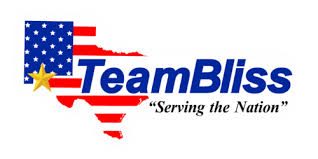 TeamBliss
“Serving the Nation”